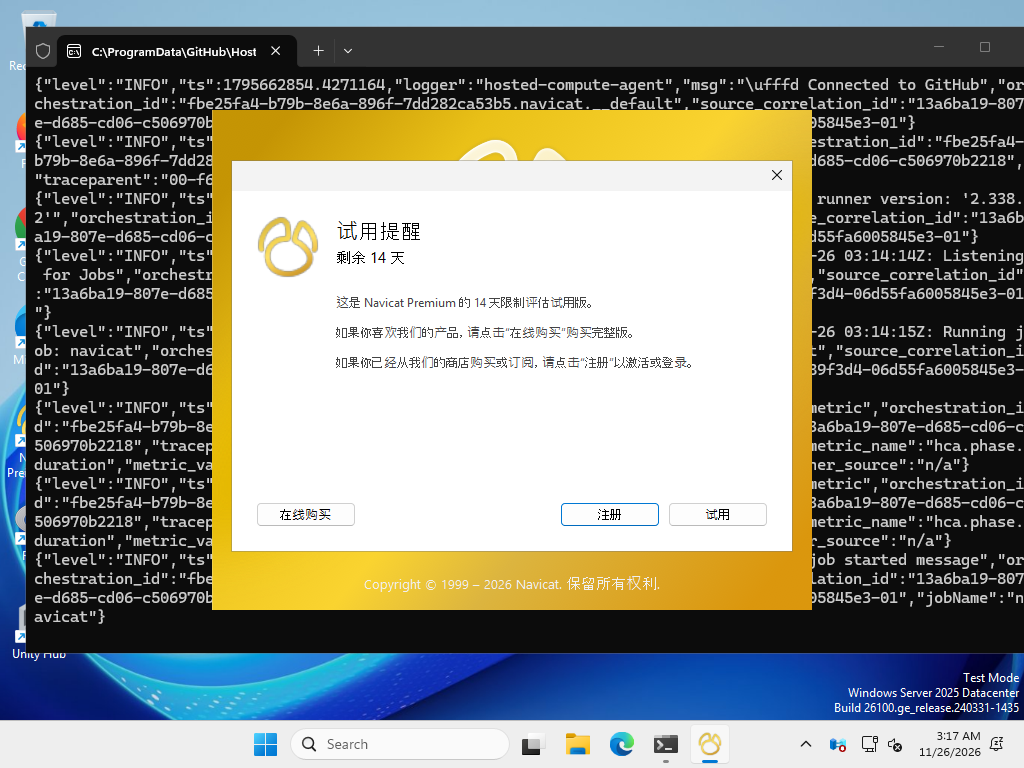 C:\ProgramData\GitHub\Host
{"level":"INFO","ts":1795662854.4271164,"logger":"hosted-compute-agent","msg":"\ufffd Connected to GitHub","or
chestration_id":"fbe25fa4-b79b-8e6a-896f-7dd282ca53b5.navicat.__default","source_correlation_id":"13a6ba19-807
e-d685-cd06-c506970b
05845e3-01"}
{"level":"INFO","ts"
stration_id":"fbe25fa4-
b79b-8e6a-896f-7dd28
d685-cd06-c506970b2218",
"traceparent":"00-f6
{"level":"INFO","ts"
runner version: '2.338.
2'","orchestration_i
e_correlation_id":"13a6b
a19-807e-d685-cd06-c
d55fa6005845e3-01"}
{"level":"INFO","ts"
-26 03:14:14Z: Listening
for Jobs","orchestr
,"source_correlation_id"
:"13a6ba19-807e-d685
f3d4-06d55fa6005845e3-01
"}
{"level":"INFO","ts"
-26 03:14:15Z: Running j
ob: navicat","orches
t","source_correlation_i
d":"13a6ba19-807e-d6
39f3d4-06d55fa6005845e3-
01"}
{"level":"INFO","ts"
metric","orchestration_i
d":"fbe25fa4-b79b-8e
3a6ba19-807e-d685-cd06-c
506970b2218","tracep
metric_name":"hca.phase.
duration","metric_va
ner_source":"n/a"}
{"level":"INFO","ts"
metric","orchestration_i
d":"fbe25fa4-b79b-8e
3a6ba19-807e-d685-cd06-c
506970b2218","tracep
metric_name":"hca.phase.
duration","metric_va
er_source":"n/a"}
{"level":"INFO","ts"
job started message","or
chestration_id":"fbe
lation_id":"13a6ba19-807
e-d685-cd06-c506970b
05845e3-01","jobName":"n
avicat"}
试用提醒
剩余 14 天
这是 Navicat Premium 的 14 天限制评估试用版。
如果你喜欢我们的产品, 请点击“在线购买”购买完整版。
如果你已经从我们的商店购买或订阅, 请点击“注册”以激活或登录。
在线购买
注册
试用
Copyright © 1999 – 2026 Navicat. 保留所有权利.
Unity Hub
Test Mode
Windows Server 2025 Datacenter
Build 26100.ge_release.240331-1435
Search
3:17 AM
11/26/2026